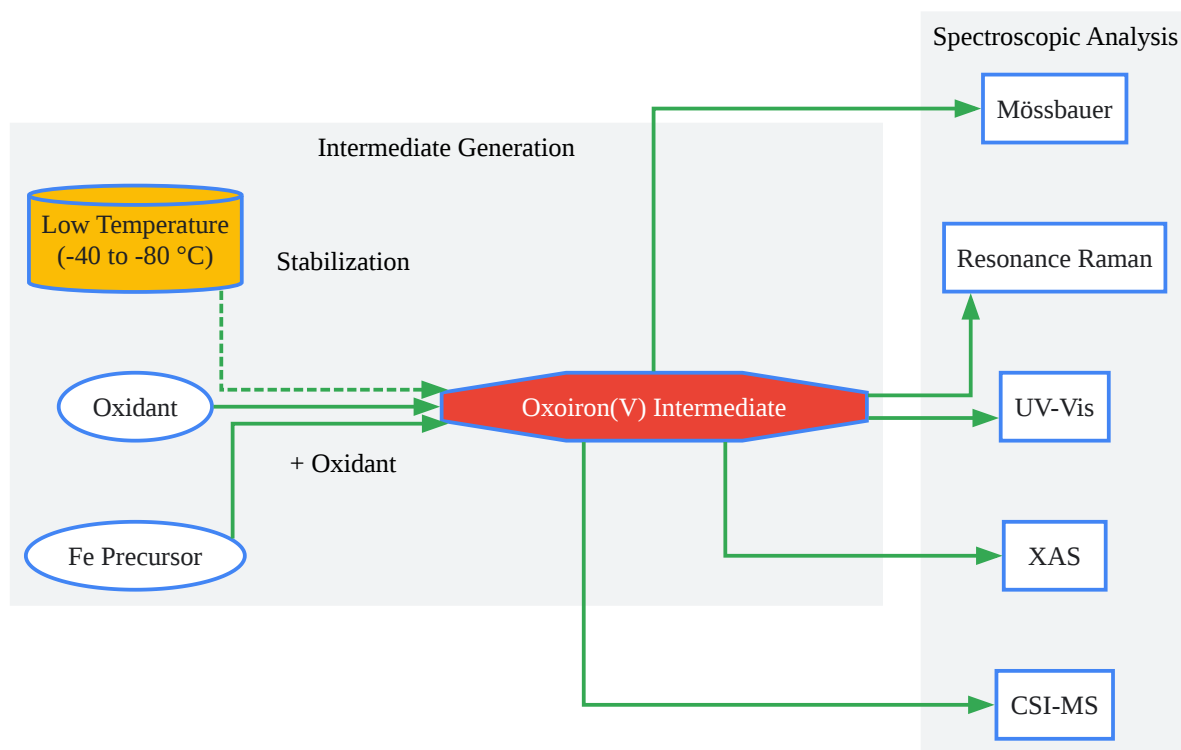 Spectroscopic Analysis
Mössbauer
Intermediate Generation
Low Temperature
(-40 to -80 °C)
Stabilization
Resonance Raman
Oxidant
Oxoiron(V) Intermediate
UV-Vis
+ Oxidant
Fe Precursor
XAS
CSI-MS